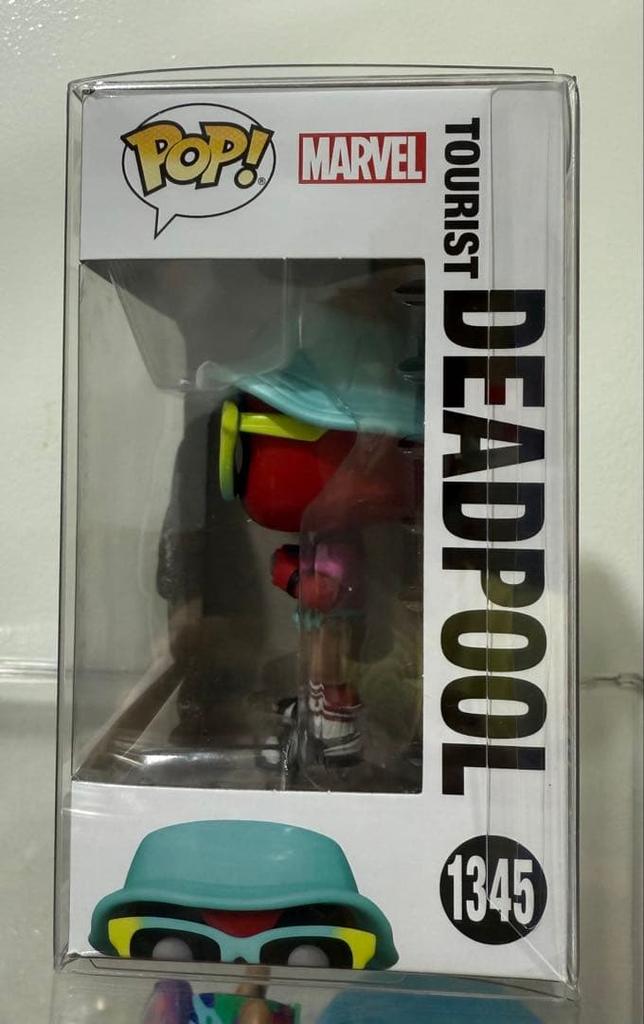 POP!
®
MARVEL
TOURIST
DEADPOOL
1345